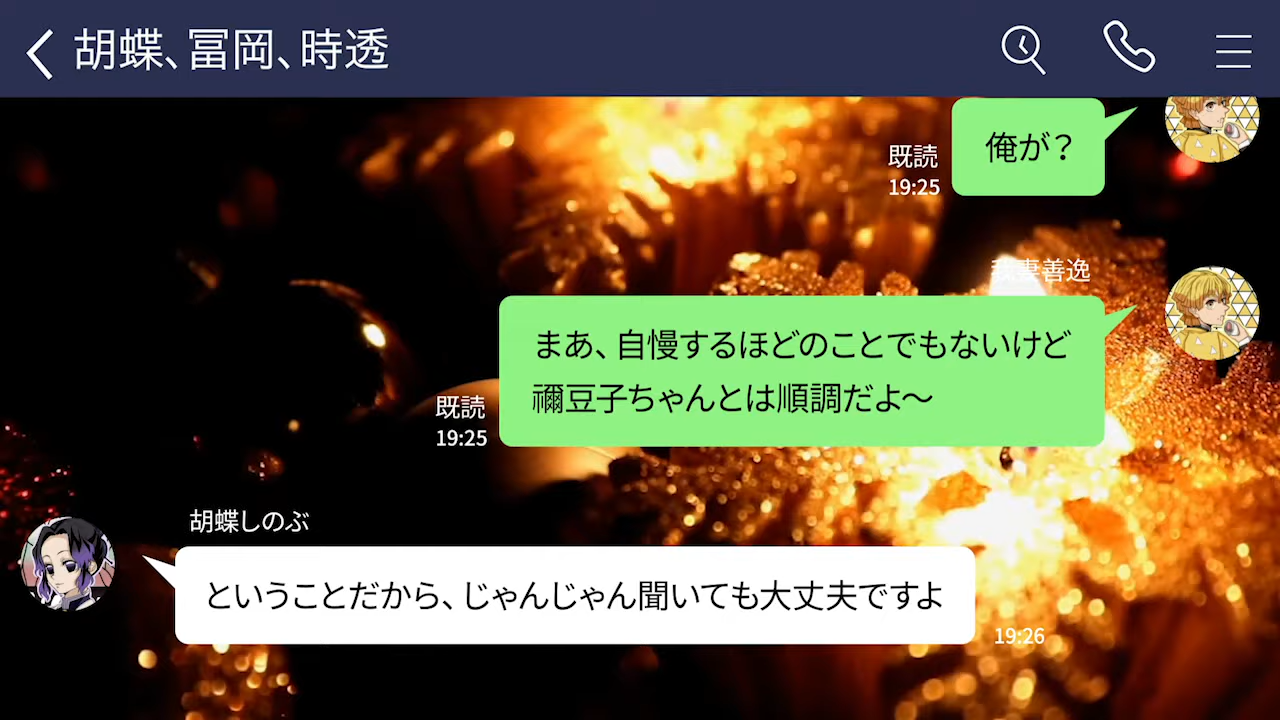 胡蝶、冨岡、時透
俺が？
既読
19:25
我妻善逸
まあ、自慢するほどのことでもないけど
禰豆子ちゃんとは順調だよ～
既読
19:25
胡蝶しのぶ
ということだから、じゃんじゃん聞いても大丈夫ですよ
19:26